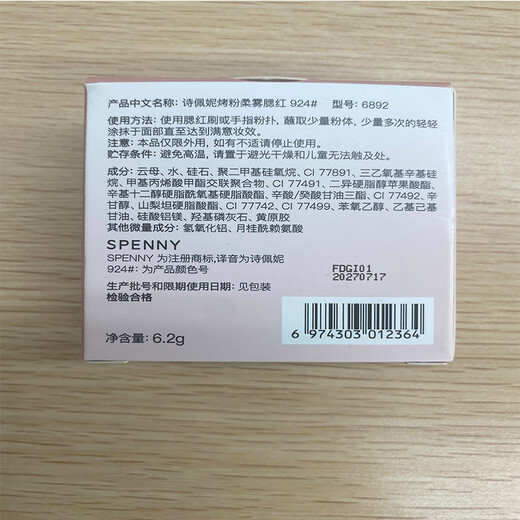 产品中文名称: 诗佩妮烤粉柔雾腮红 924#  型号: 6892
使用方法: 使用腮红刷或手指粉扑, 蘸取少量粉体, 少量多次的轻轻
涂抹于面部直至达到满意妆效。
注意: 本品仅限外用, 如有不适请停止使用。
贮存条件: 避免高温, 请置于避光干燥和儿童无法触及处。
成分: 云母、水、硅石、聚二甲基硅氧烷、CI 77891、三乙氧基辛基硅
烷、甲基丙烯酸甲酯交联聚合物、CI 77491、二异硬脂醇苹果酸酯、
辛基十二醇硬脂酰氧基硬脂酸酯、辛酸/癸酸甘油三酯、CI 77492、辛
甘醇、山梨坦硬脂酸酯、CI 77742、CI 77499、苯氧乙醇、乙基己基
甘油、硅酸铝镁、羟基磷灰石、黄原胶
其他微量成分: 氢氧化铝、月桂酰赖氨酸
SPENNY
SPENNY 为注册商标,译音为诗佩妮
924#: 为产品颜色号
生产批号和限期使用日期: 见包装
检验合格
净含量: 6.2g
FDGI01
20270717
6 974303 012364